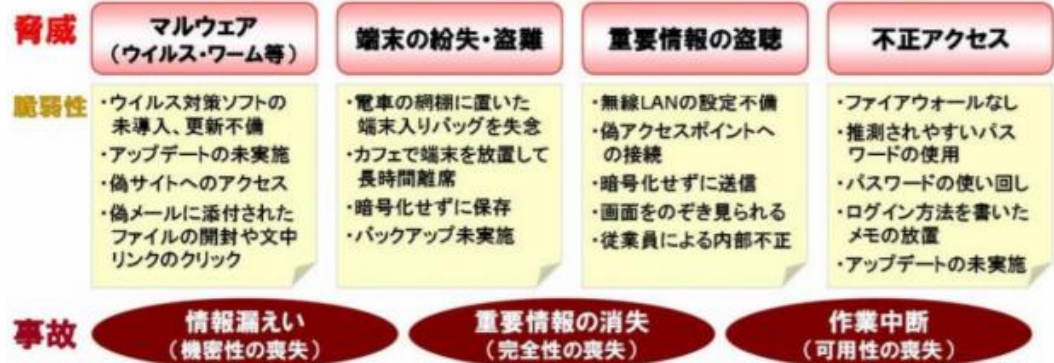 脅威
マルウェア
(ウイルス・ワーム等)
端末の紛失・盗難
重要情報の盗聴
不正アクセス
脆弱性
・ウイルス対策ソフトの
未導入、更新不備
・アップデートの未実施
・偽サイトへのアクセス
・偽メールに添付された
ファイルの開封や文中
リンクのクリック
・電車の網棚に置いた
端末入りバッグを失念
・カフェで端末を放置して
長時間離席
・暗号化せずに保存
・バックアップ未実施
・無線LANの設定不備
・偽アクセスポイントへ
の接続
・暗号化せずに送信
・画面をのぞき見られる
・従業員による内部不正
・ファイアウォールなし
・推測されやすいパス
ワードの使用
・パスワードの使い回し
・ログイン方法を書いた
メモの放置
・アップデートの未実施
事故
情報漏えい
(機密性の喪失)
重要情報の消失
(完全性の喪失)
作業中断
(可用性の喪失)